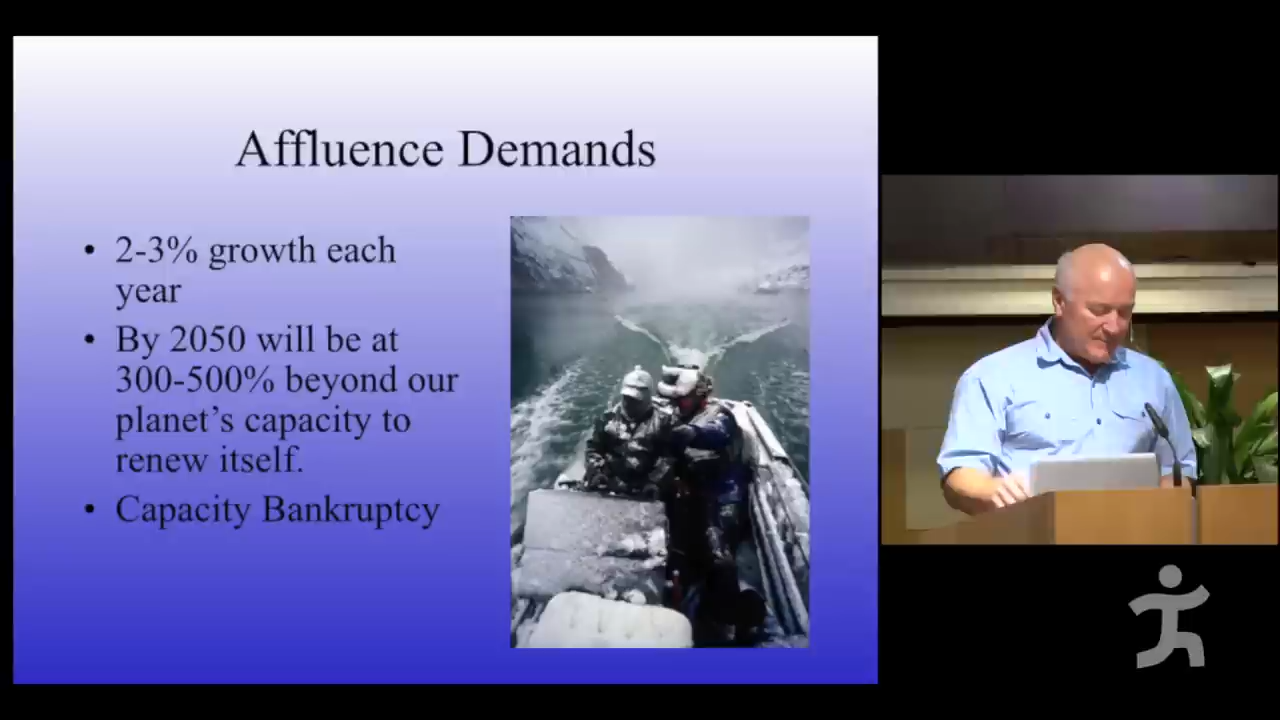 Affluence Demands
• 2-3% growth each
year
• By 2050 will be at
300-500% beyond our
planet's capacity to
renew itself.
• Capacity Bankruptcy